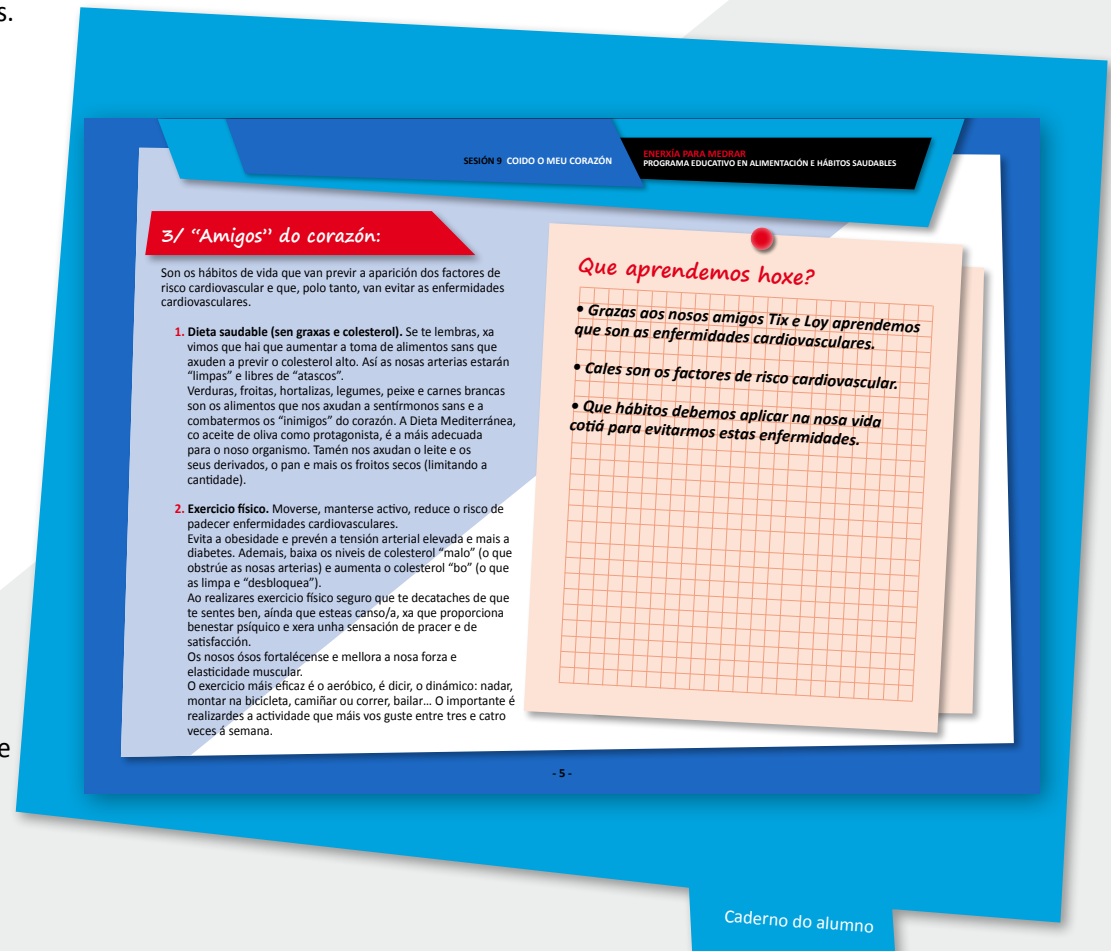 s.
SESIÓN 9 COIDO O MEU CORAZÓN
ENERXÍA PARA MEDRAR
PROGRAMA EDUCATIVO EN ALIMENTACIÓN E HÁBITOS SAUDABLES
3/ “Amigos” do corazón:
Son os hábitos de vida que van previr a aparición dos factores de
risco cardiovascular e que, polo tanto, van evitar as enfermidades
cardiovasculares.
1. Dieta saudable (sen graxas e colesterol). Se te lembras, xa
vimos que hai que aumentar a toma de alimentos sans que
axuden a previr o colesterol alto. Así as nosas arterias estarán
“limpas” e libres de “atascos”.
Verduras, froitas, hortalizas, legumes, peixe e carnes brancas
son os alimentos que nos axudan a sentírmonos sans e a
combatermos os “inimigos” do corazón. A Dieta Mediterránea,
co aceite de oliva como protagonista, é a máis adecuada
para o noso organismo. Tamén nos axudan o leite e os
seus derivados, o pan e mais os froitos secos (limitando a
cantidade).
2. Exercicio físico. Moverse, manterse activo, reduce o risco de
padecer enfermidades cardiovasculares.
Evita a obesidade e prevén a tensión arterial elevada e mais a
diabetes. Ademais, baixa os niveis de colesterol “malo” (o que
obstrúe as nosas arterias) e aumenta o colesterol “bo” (o que
as limpa e “desbloquea”).
Ao realizares exercicio físico seguro que te decataches de que
te sentes ben, aínda que esteas canso/a, xa que proporciona
benestar psíquico e xera unha sensación de pracer e de
satisfacción.
Os nosos ósos fortalécense e mellora a nosa forza e
elasticidade muscular.
O exercicio máis eficaz é o aeróbico, é dicir, o dinámico: nadar,
montar na bicicleta, camiñar ou correr, bailar... O importante é
realizardes a actividade que máis vos guste entre tres e catro
veces á semana.
Que aprendemos hoxe?
• Grazas aos nosos amigos Tix e Loy aprendemos
que son as enfermidades cardiovasculares.
• Cales son os factores de risco cardiovascular.
• Que hábitos debemos aplicar na nosa vida
cotiá para evitarmos estas enfermidades.
e
- 5 -
Caderno do alumno